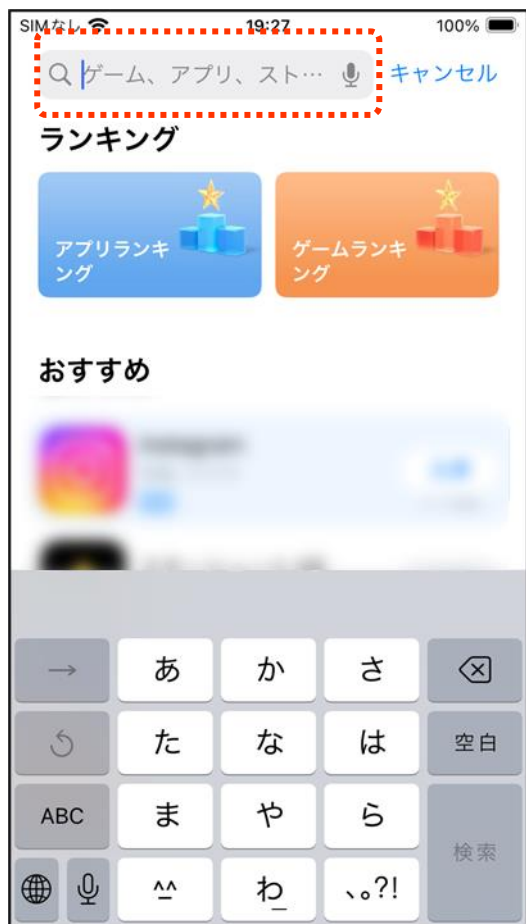 SIMなし 19:27 100%
ゲーム、アプリ、スト… キャンセル
ランキング
アプリランキ
ング
ゲームランキ
ング
おすすめ
→ あ か さ
た な は 空白
ABC ま や ら 検索
^^ わ_ 、。?!